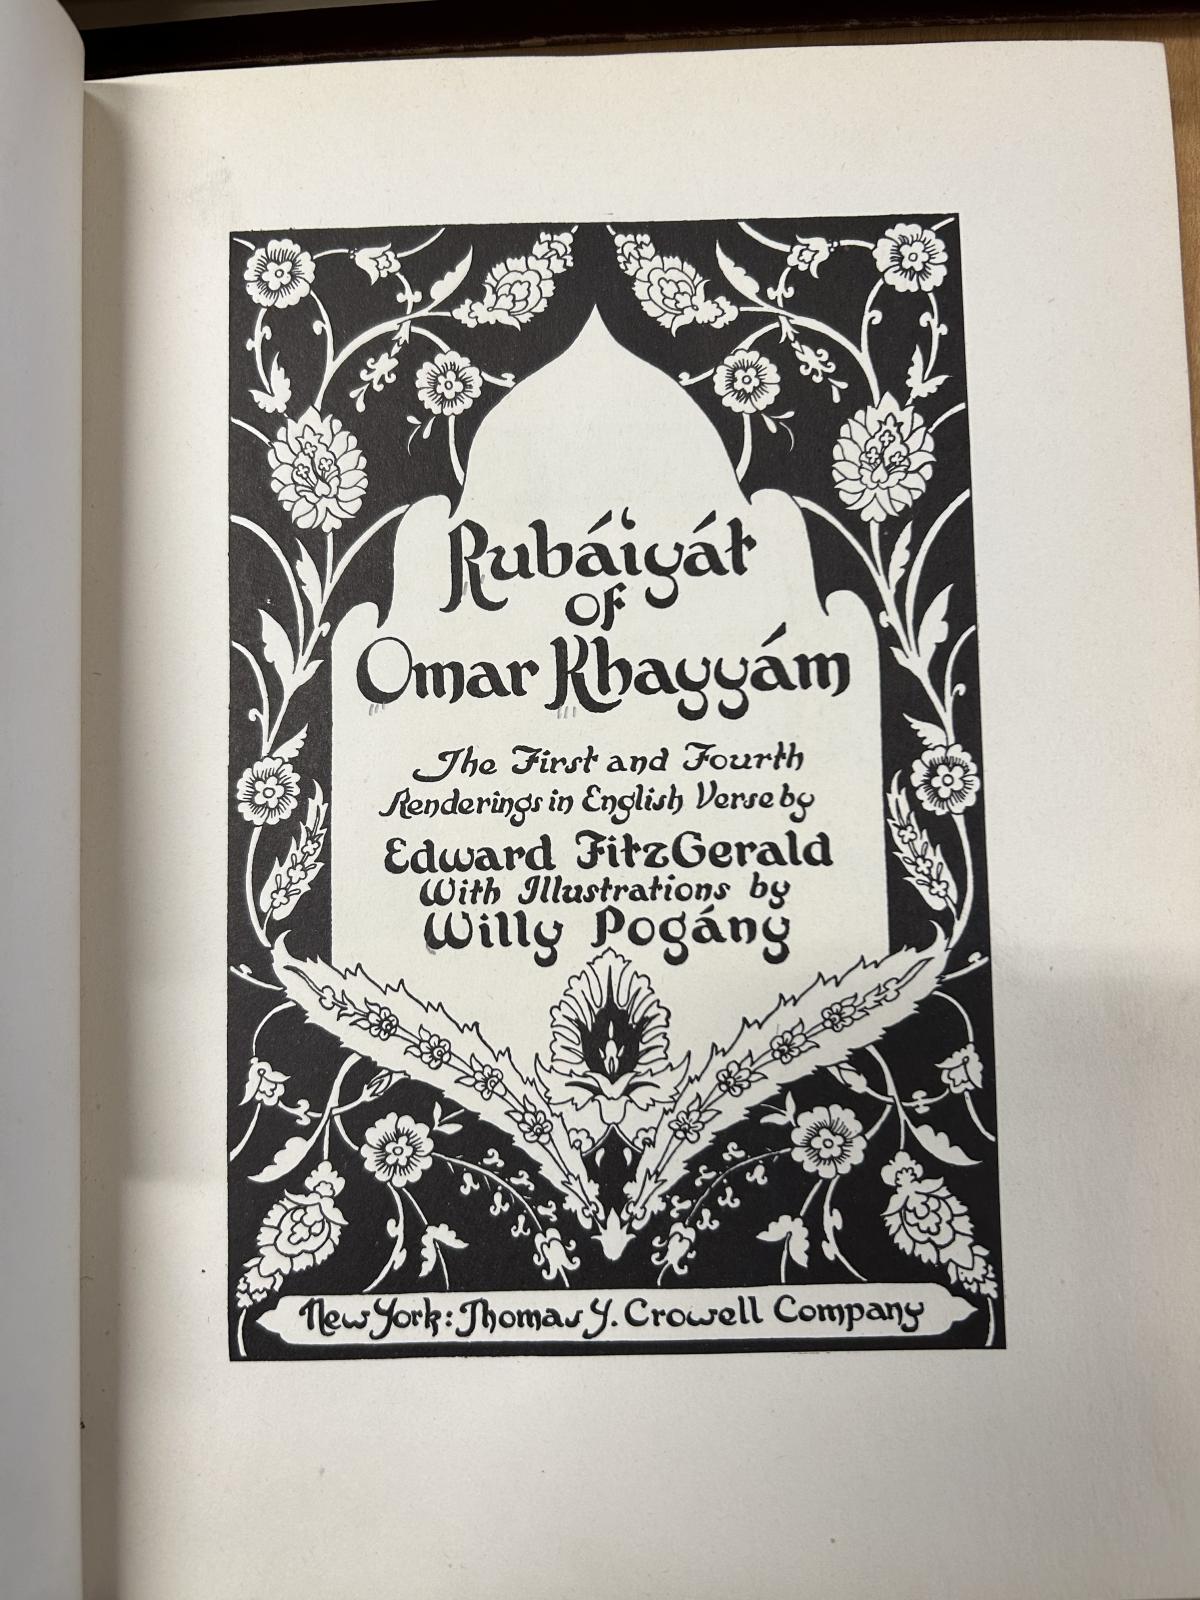 Rubáiyát
of
Omar Khayyám
The First and Fourth
Renderings in English Verse by
Edward FitzGerald
With Illustrations by
Willy Pogány
New York: Thomas Y. Crowell Company